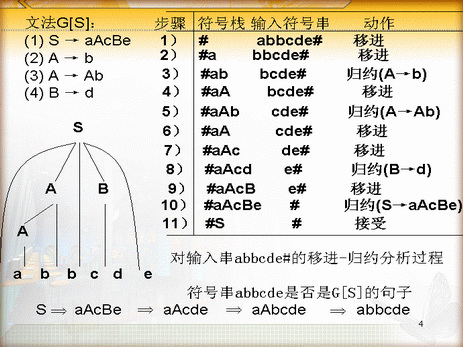 文法G[S]: 步骤 符号栈 输入符号串 动作
(1) S → aAcBe 1) # abbcde# 移进
(2) A → b 2) #a bbcde# 移进
(3) A → Ab 3) #ab bcde# 归约(A→b)
(4) B → d 4) #aA bcde# 移进
5) #aAb cde# 归约(A→Ab)
S 6) #aA cde# 移进
7) #aAc de# 移进
8) #aAcd e# 归约(B→d)
A B 9) #aAcB e# 移进
10) #aAcBe # 归约(S→aAcBe)
A 11) #S # 接受
a b b c d e
对输入串abbcde#的移进-归约分析过程
符号串abbcde是否是G[S]的句子
S ⇒ aAcBe ⇒ aAcde ⇒ aAbcde ⇒ abbcde
4